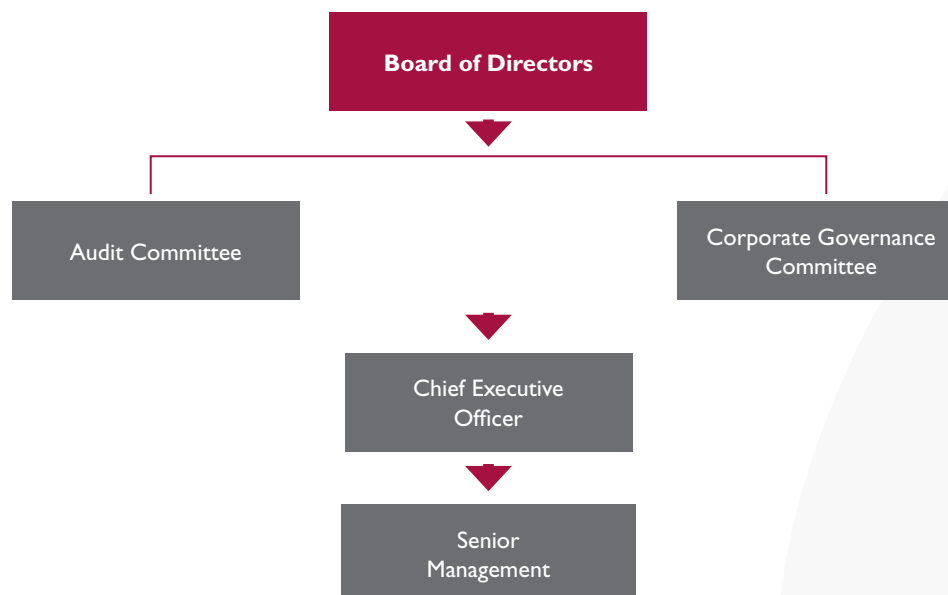 Board of Directors
Audit Committee
Corporate Governance
Committee
Chief Executive
Officer
Senior
Management